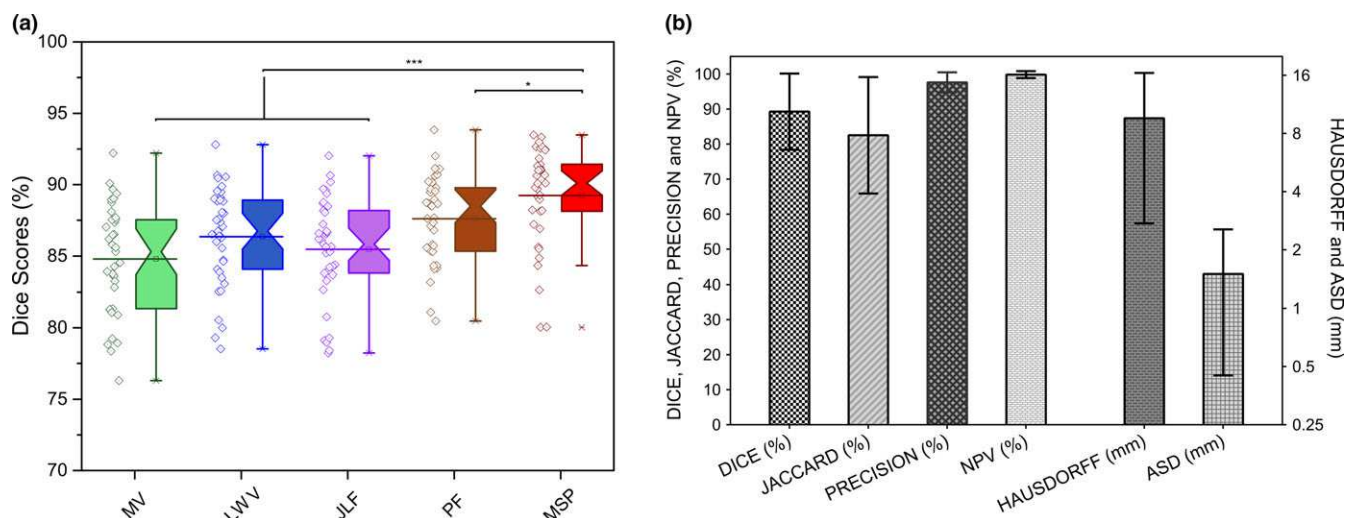 (a)
100
95
90
85
80
75
70
Dice Scores (%)
***
*
MV
LWV
JLF
PF
MSP
(b)
DICE, JACCARD, PRECISION and NPV (%)
100
90
80
70
60
50
40
30
20
10
0
16
8
4
2
1
0.5
0.25
HAUSDORFF and ASD (mm)
DICE (%)
JACCARD (%)
PRECISION (%)
NPV (%)
HAUSDORFF (mm)
ASD (mm)